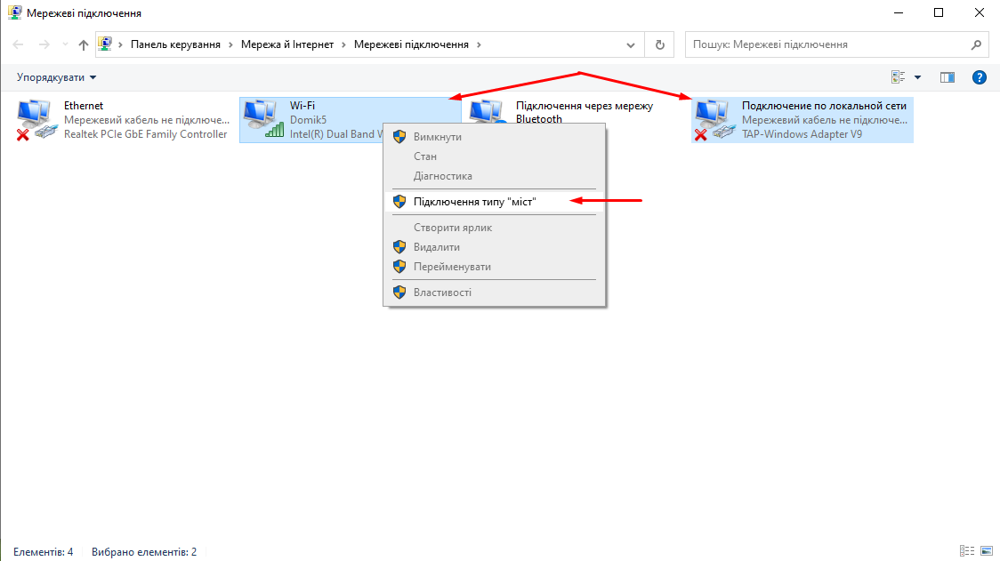 Мережеві підключення
Панель керування > Мережа й Інтернет > Мережеві підключення >
Пошук: Мережеві підключення
Упорядкувати
Ethernet
Мережевий кабель не підключе...
Realtek PCIe GbE Family Controller
Wi-Fi
Domik5
Intel(R) Dual Band W
Підключення через мережу
Bluetooth
Подключение по локальной сети
Мережевий кабель не підключе...
TAP-Windows Adapter V9
Вимкнути
Стан
Діагностика
Підключення типу "міст"
Створити ярлик
Видалити
Перейменувати
Властивості
Елементів: 4 Вибрано елементів: 2